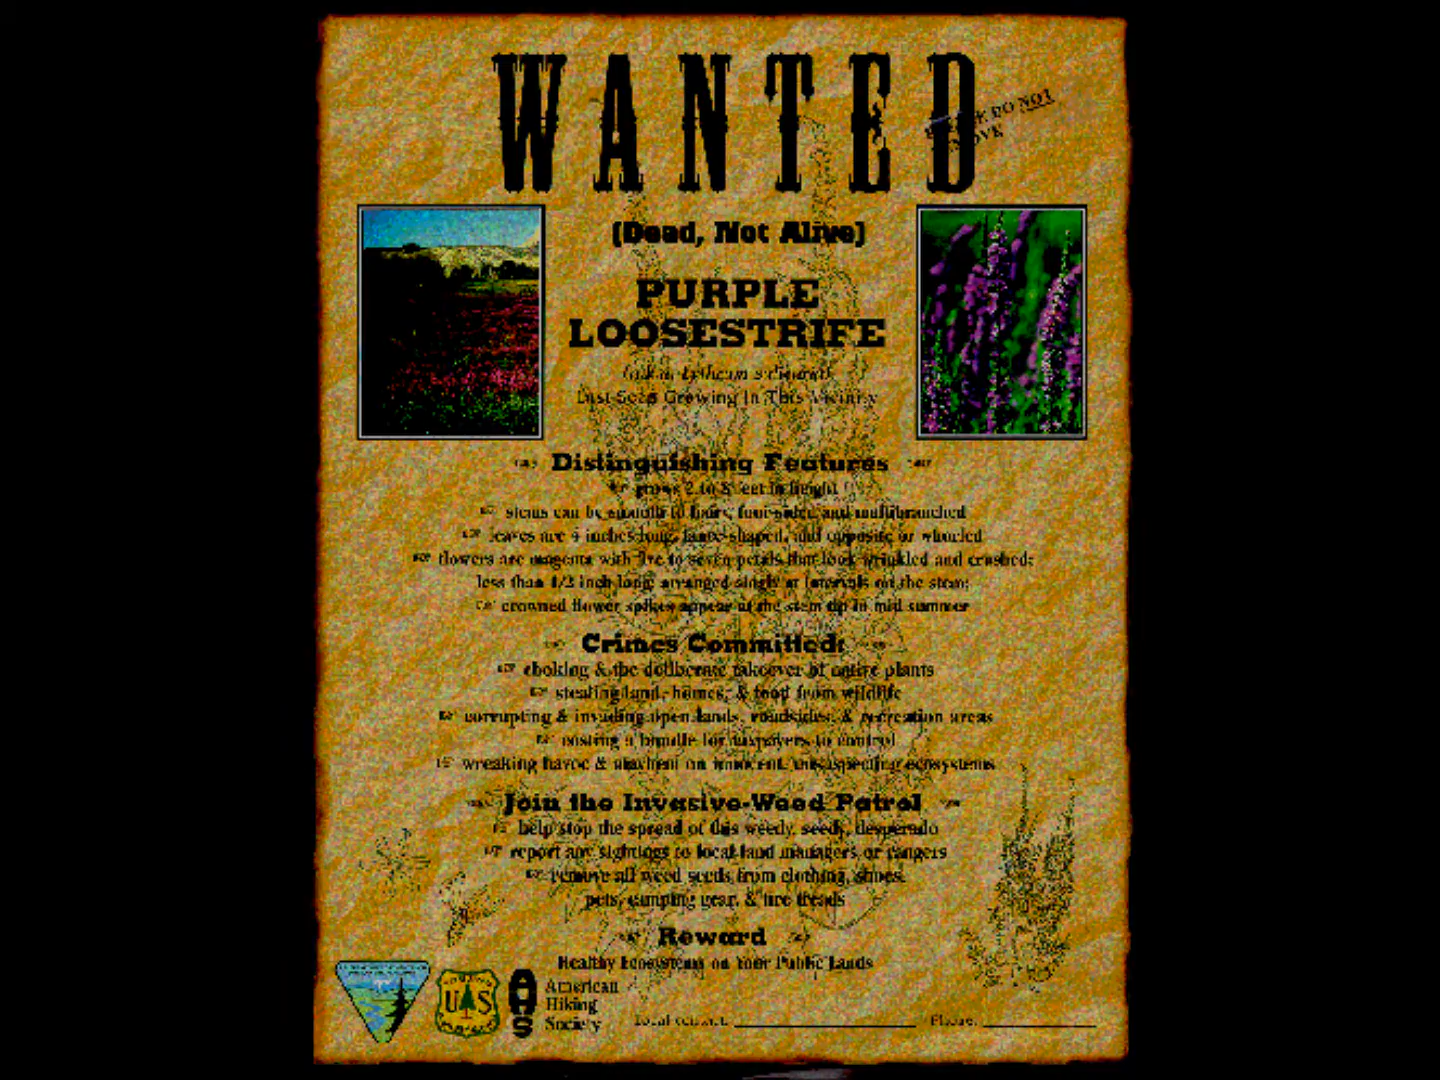 WANTED
DO NOT
(Dead, Not Alive)
PURPLE
LOOSESTRIFE
Last Seen Growing In This Vicinity
Distinguishing Features
grows 2 to 8 feet in height
stems can be smooth to hairy, four-sided, and multibranched
leaves are 4 inches long, lance-shaped, and opposite or whorled
flowers are magenta with five to seven petals that look wrinkled and crushed;
less than 1/2 inch long; arranged singly at intervals on the stem;
crowned flower spikes appear at the stem tip in mid summer
Crimes Committed:
choking & the deliberate takeover of native plants
stealing land, homes, & food from wildlife
corrupting & invading open lands, roadsides, & recreation areas
costing a bundle for taxpayers to control
wreaking havoc & mayhem on innocent, unsuspecting ecosystems
Join the Invasive-Weed Patrol
help stop the spread of this weedy, seedy, desperado
report any sightings to local land managers or rangers
remove all weed seeds from clothing, shoes,
pets, camping gear, & tire treads
Reward
Healthy Ecosystems on Your Public Lands
US
AHS
American
Hiking
Society
Local contact: Phone: